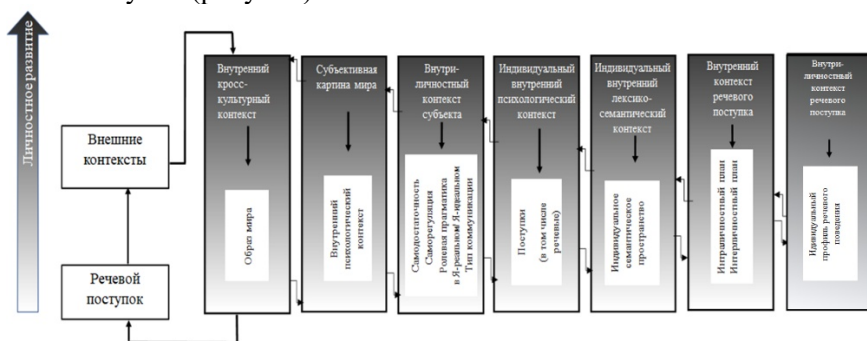 Личностное развитие
Внешние
контексты
Речевой
поступок
Внутренний
кросс-
культурный
контекст
Образ мира
Субъективная
картина мира
Внутренний
психологический
контекст
Внутри-
личностный
контекст
субъекта
Самодостаточность
Саморегуляция
Ролевая прагматика
в Я-реальном/ Я-идеальном
Тип коммуникации
Индивидуальный
внутренний
психологический
контекст
Поступки
(в том числе
речевые)
Индивидуальный
внутренний
лексико-
семантический
контекст
Индивидуальное
семантическое
пространство
Внутренний
контекст
речевого
поступка
Интраличностный план
Интерличностный план
Внутри-
личностный
контекст
речевого
поступка
Идивидуальный
профиль речевого
поведения